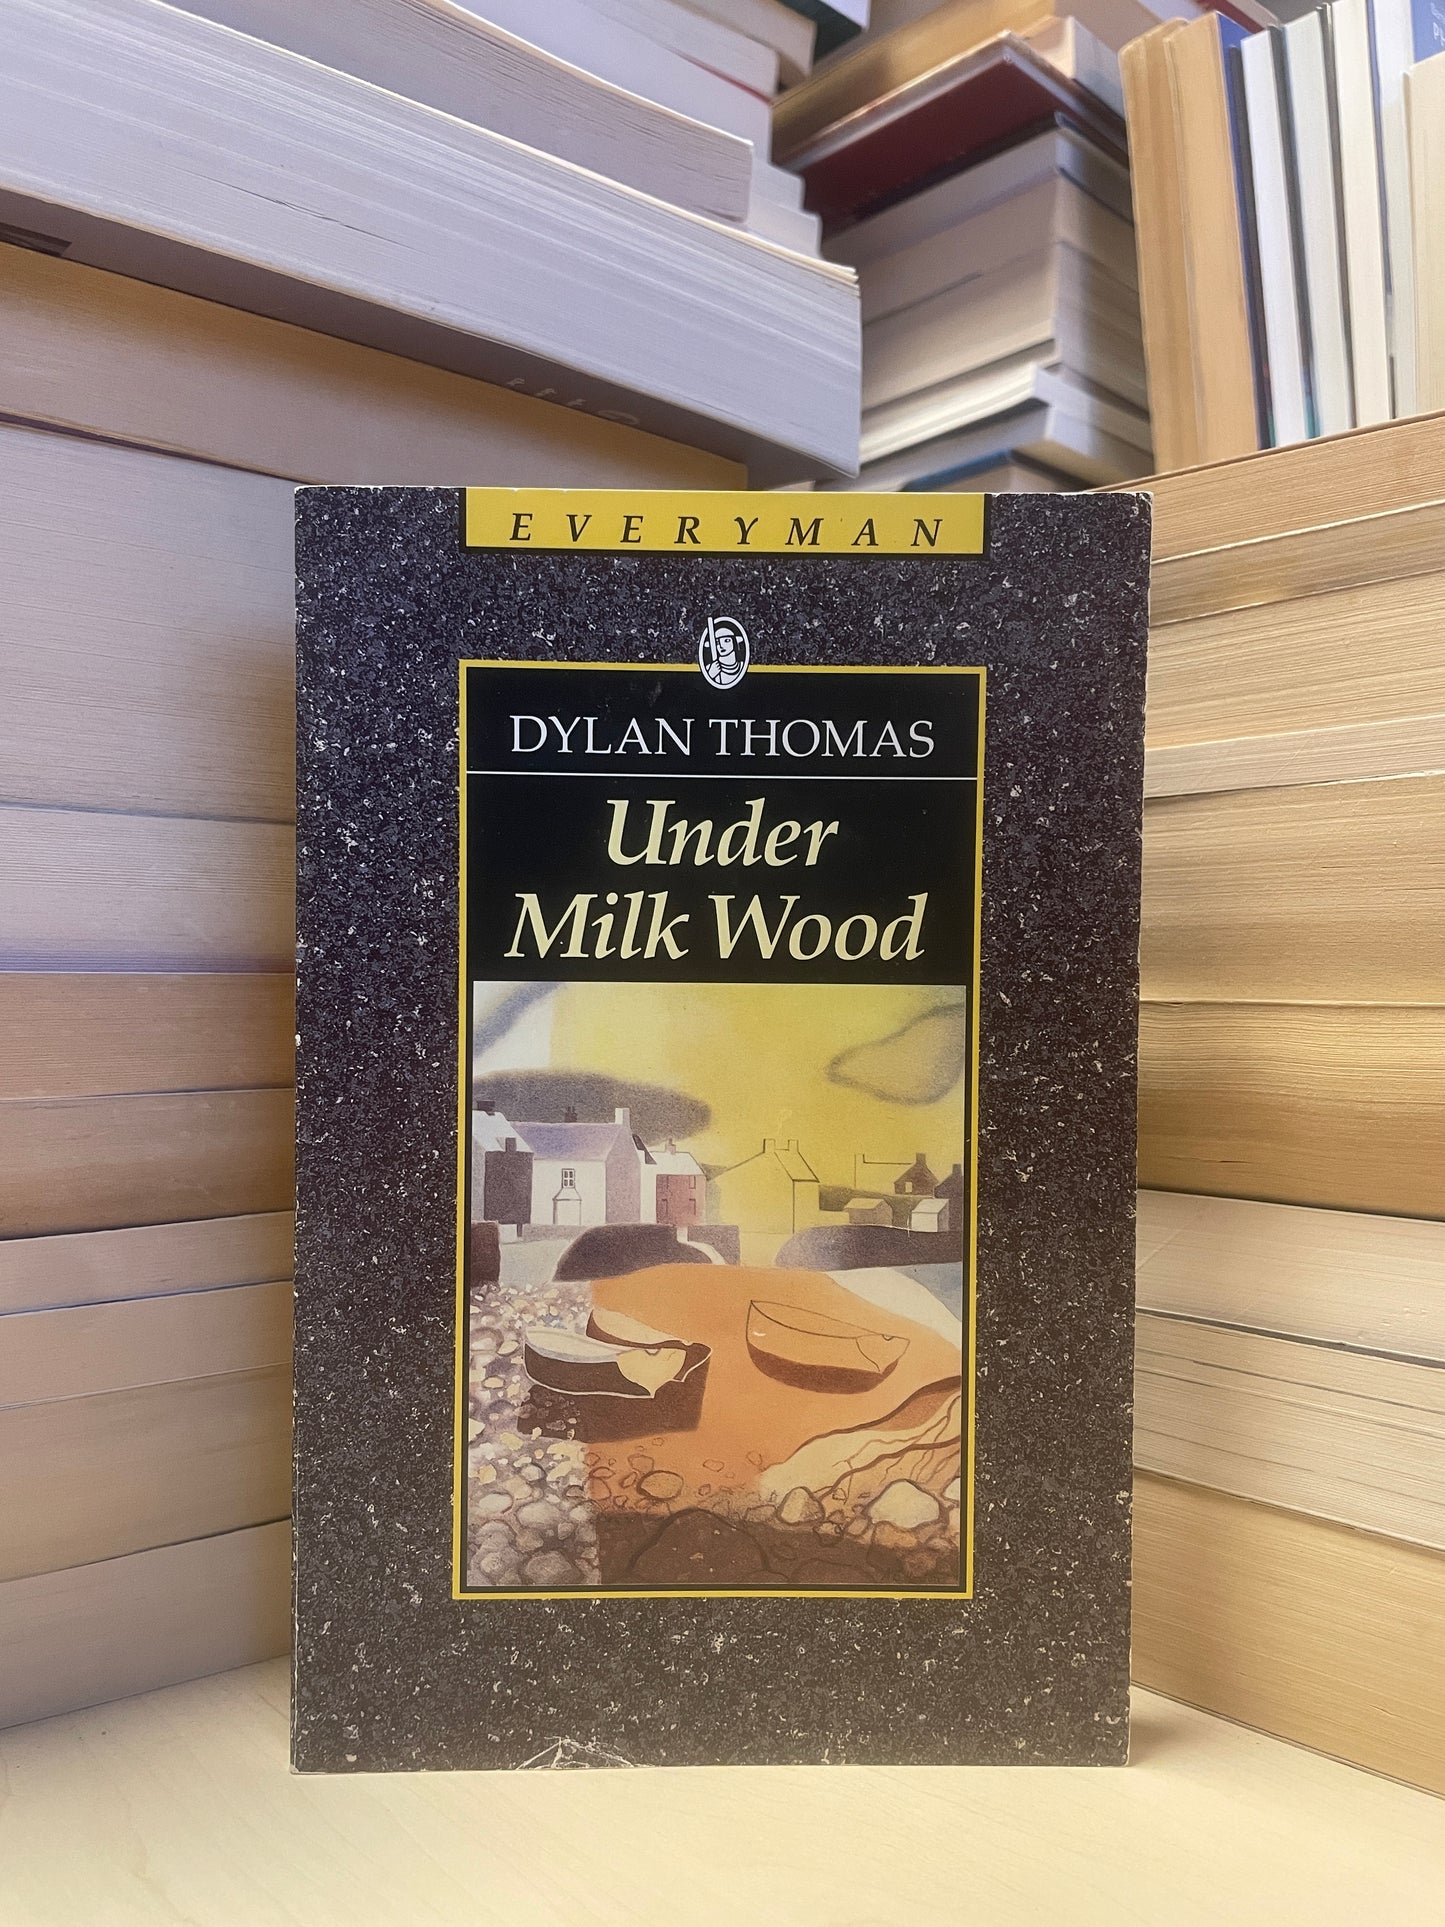 EVERYMAN
DYLAN THOMAS
Under
Milk Wood